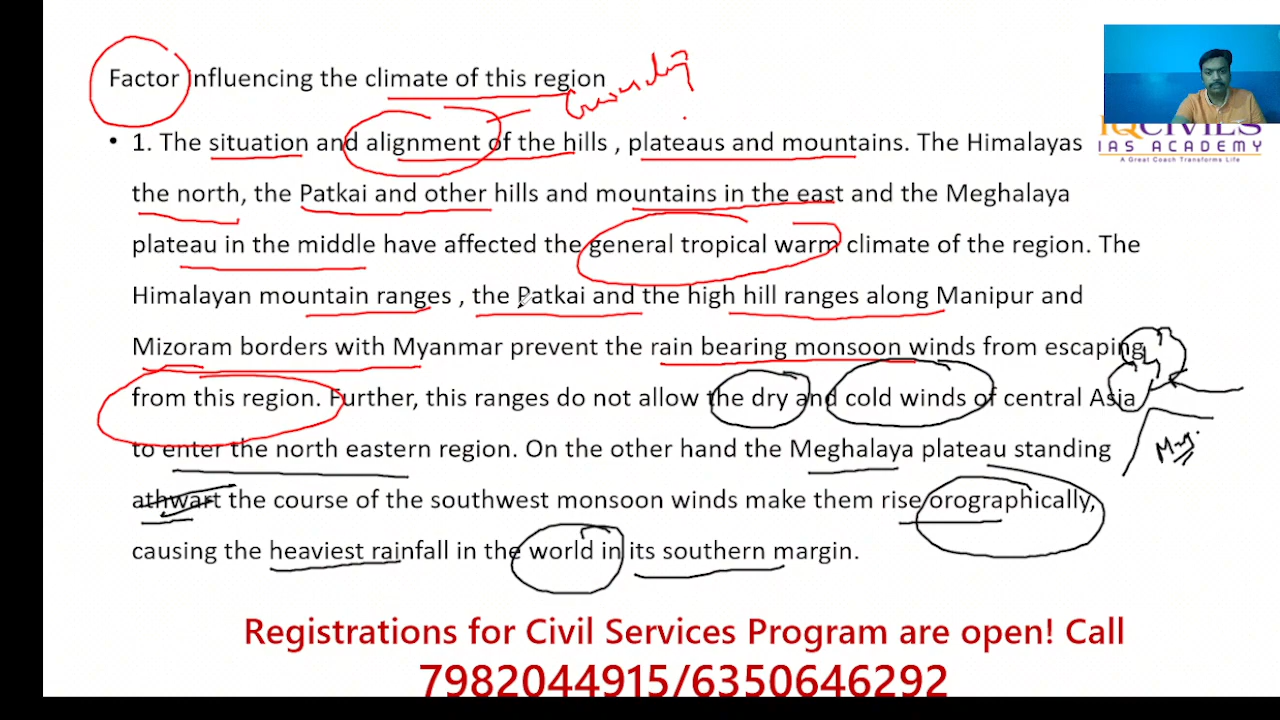 Factor influencing the climate of this region
• 1. The situation and alignment of the hills , plateaus and mountains. The Himalayas
IQCIVILS
IAS ACADEMY
A Great Coach Transforms Life
the north, the Patkai and other hills and mountains in the east and the Meghalaya
plateau in the middle have affected the general tropical warm climate of the region. The
Himalayan mountain ranges , the Patkai and the high hill ranges along Manipur and
Mizoram borders with Myanmar prevent the rain bearing monsoon winds from escaping
from this region. Further, this ranges do not allow the dry and cold winds of central Asia
to enter the north eastern region. On the other hand the Meghalaya plateau standing
athwart the course of the southwest monsoon winds make them rise orographically,
causing the heaviest rainfall in the world in its southern margin.
Registrations for Civil Services Program are open! Call
7982044915/6350646292